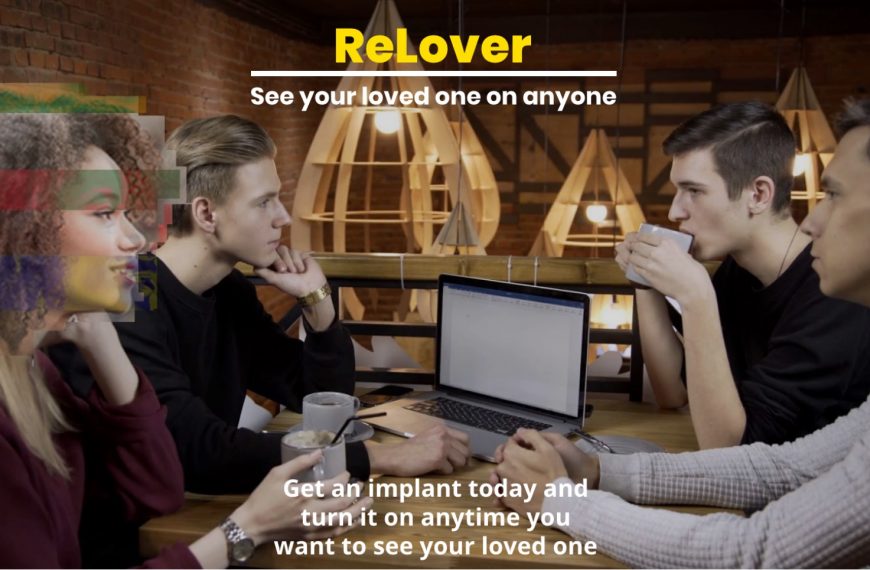 ReLover
See your loved one on anyone
Get an implant today and
turn it on anytime you
want to see your loved one